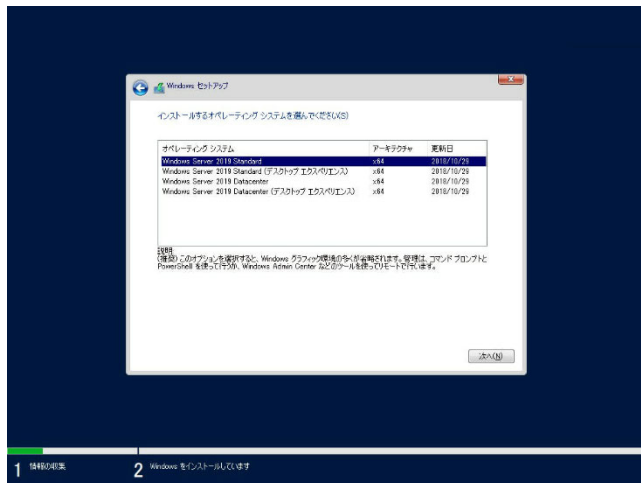 Windows セットアップ
インストールするオペレーティング システムを選んでください(S)
オペレーティング システム アーキテクチャ 更新日
Windows Server 2019 Standard x64 2018/10/29
Windows Server 2019 Standard (デスクトップ エクスペリエンス) x64 2018/10/29
Windows Server 2019 Datacenter x64 2018/10/29
Windows Server 2019 Datacenter (デスクトップ エクスペリエンス) x64 2018/10/29
説明:
(推奨) このオプションを選択すると、Windows グラフィック環境の多くが省略されます。管理は、コマンド プロンプトと
PowerShell を使って行うか、Windows Admin Center などのツールを使ってリモートで行います。
次へ(N)
1 情報の収集 2 Windows をインストールしています